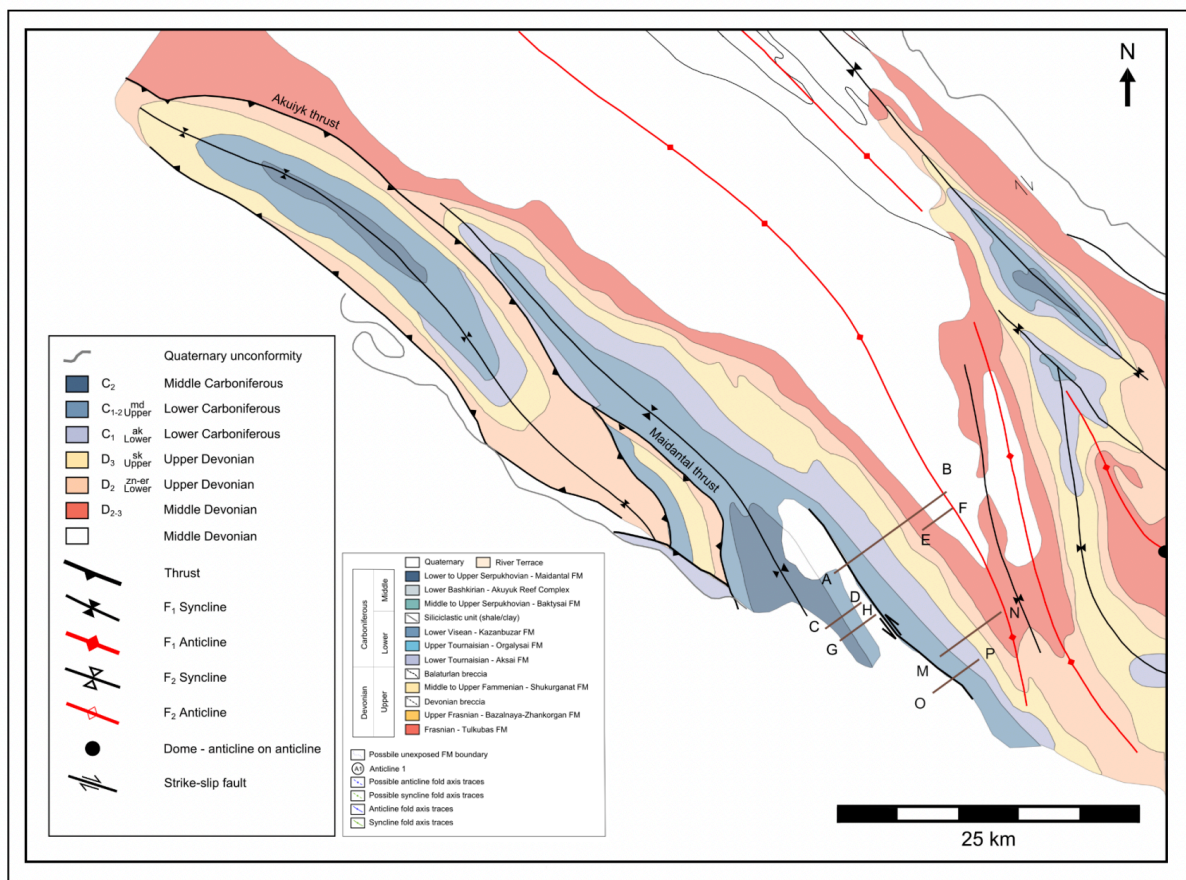 N
Akuiyk thrust
Maidantal thrust
B
F
E
A
D
H
C
G
N
P
M
O
25 km
Quaternary unconformity
C2 Middle Carboniferous
C1-2 md Upper Lower Carboniferous
C1 ak Lower Lower Carboniferous
D3 sk Upper Upper Devonian
D2 zn-er Lower Upper Devonian
D2-3 Middle Devonian
Middle Devonian
Thrust
F1 Syncline
F1 Anticline
F2 Syncline
F2 Anticline
Dome - anticline on anticline
Strike-slip fault
Quaternary River Terrace
Carboniferous
Middle
Lower
Devonian
Upper
Lower to Upper Serpukhovian - Maidantal FM
Lower Bashkirian - Akuyuk Reef Complex
Middle to Upper Serpukhovian - Baktysai FM
Siliciclastic unit (shale/clay)
Lower Visean - Kazanbuzar FM
Upper Tournaisian - Orgalysai FM
Lower Tournaisian - Aksai FM
Balaturlan breccia
Middle to Upper Fammenian - Shukurganat FM
Devonian breccia
Upper Frasnian - Bazalnaya-Zhankorgan FM
Frasnian - Tulkubas FM
Possbile unexposed FM boundary
A1 Anticline 1
Possible anticline fold axis traces
Possible syncline fold axis traces
Anticline fold axis traces
Syncline fold axis traces